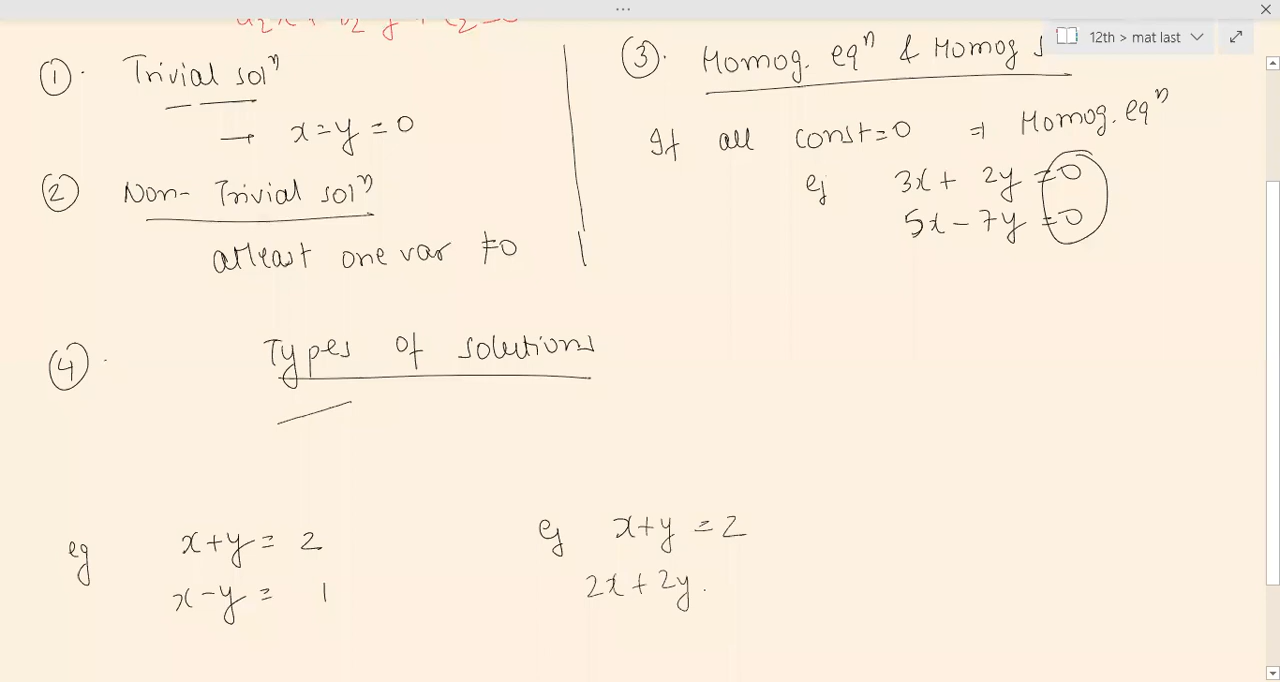 ① Trivial solⁿ
→ x=y=0
② Non-Trivial solⁿ
atleast one var ≠0
③. Homog. eqⁿ & Homog s
12th > mat last
If all const=0 ⇒ Homog. eqⁿ
eg 3x+ 2y =0
5x-7y =0
④ Types of solutions
eg x+y = 2
x-y = 1
eg x+y = 2
2x+2y.